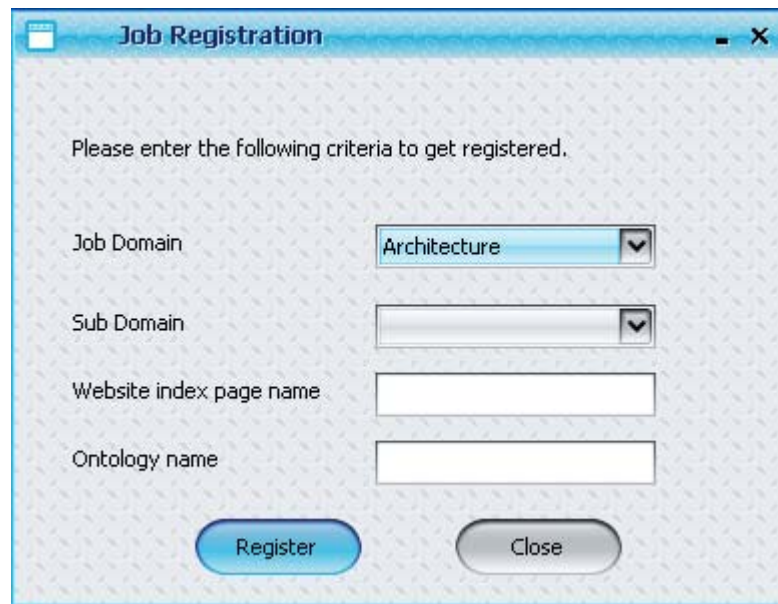 Job Registration
Please enter the following criteria to get registered.
Job Domain
Architecture
Sub Domain
Website index page name
Ontology name
Register
Close